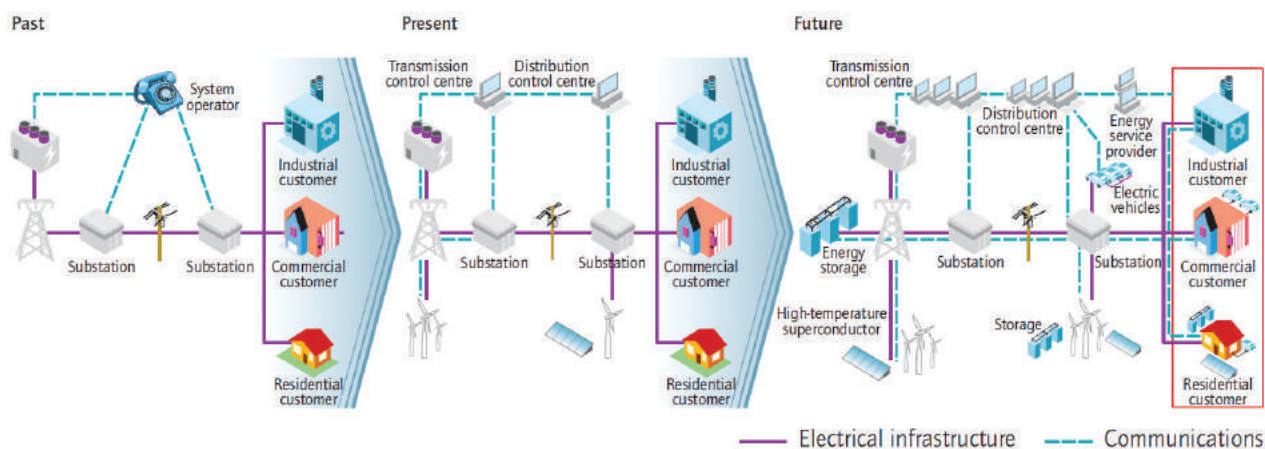 Past
System
operator
Substation
Substation
Industrial
customer
Commercial
customer
Residential
customer
Present
Transmission
control centre
Distribution
control centre
Substation
Substation
Industrial
customer
Commercial
customer
Residential
customer
Future
Transmission
control centre
Distribution
control centre
Energy
service
provider
Electric
vehicles
Energy
storage
Substation
Substation
High-temperature
superconductor
Storage
Industrial
customer
Commercial
customer
Residential
customer
Electrical infrastructure
Communications